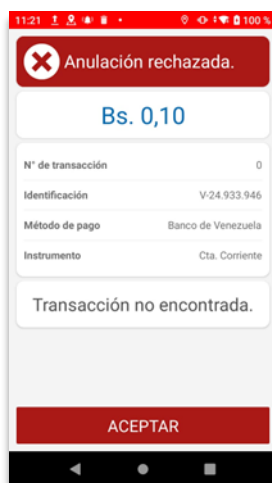 11:21 100 %
Anulación rechazada.
Bs. 0,10
N° de transacción 0
Identificación V-24.933.946
Método de pago Banco de Venezuela
Instrumento Cta. Corriente
Transacción no encontrada.
ACEPTAR